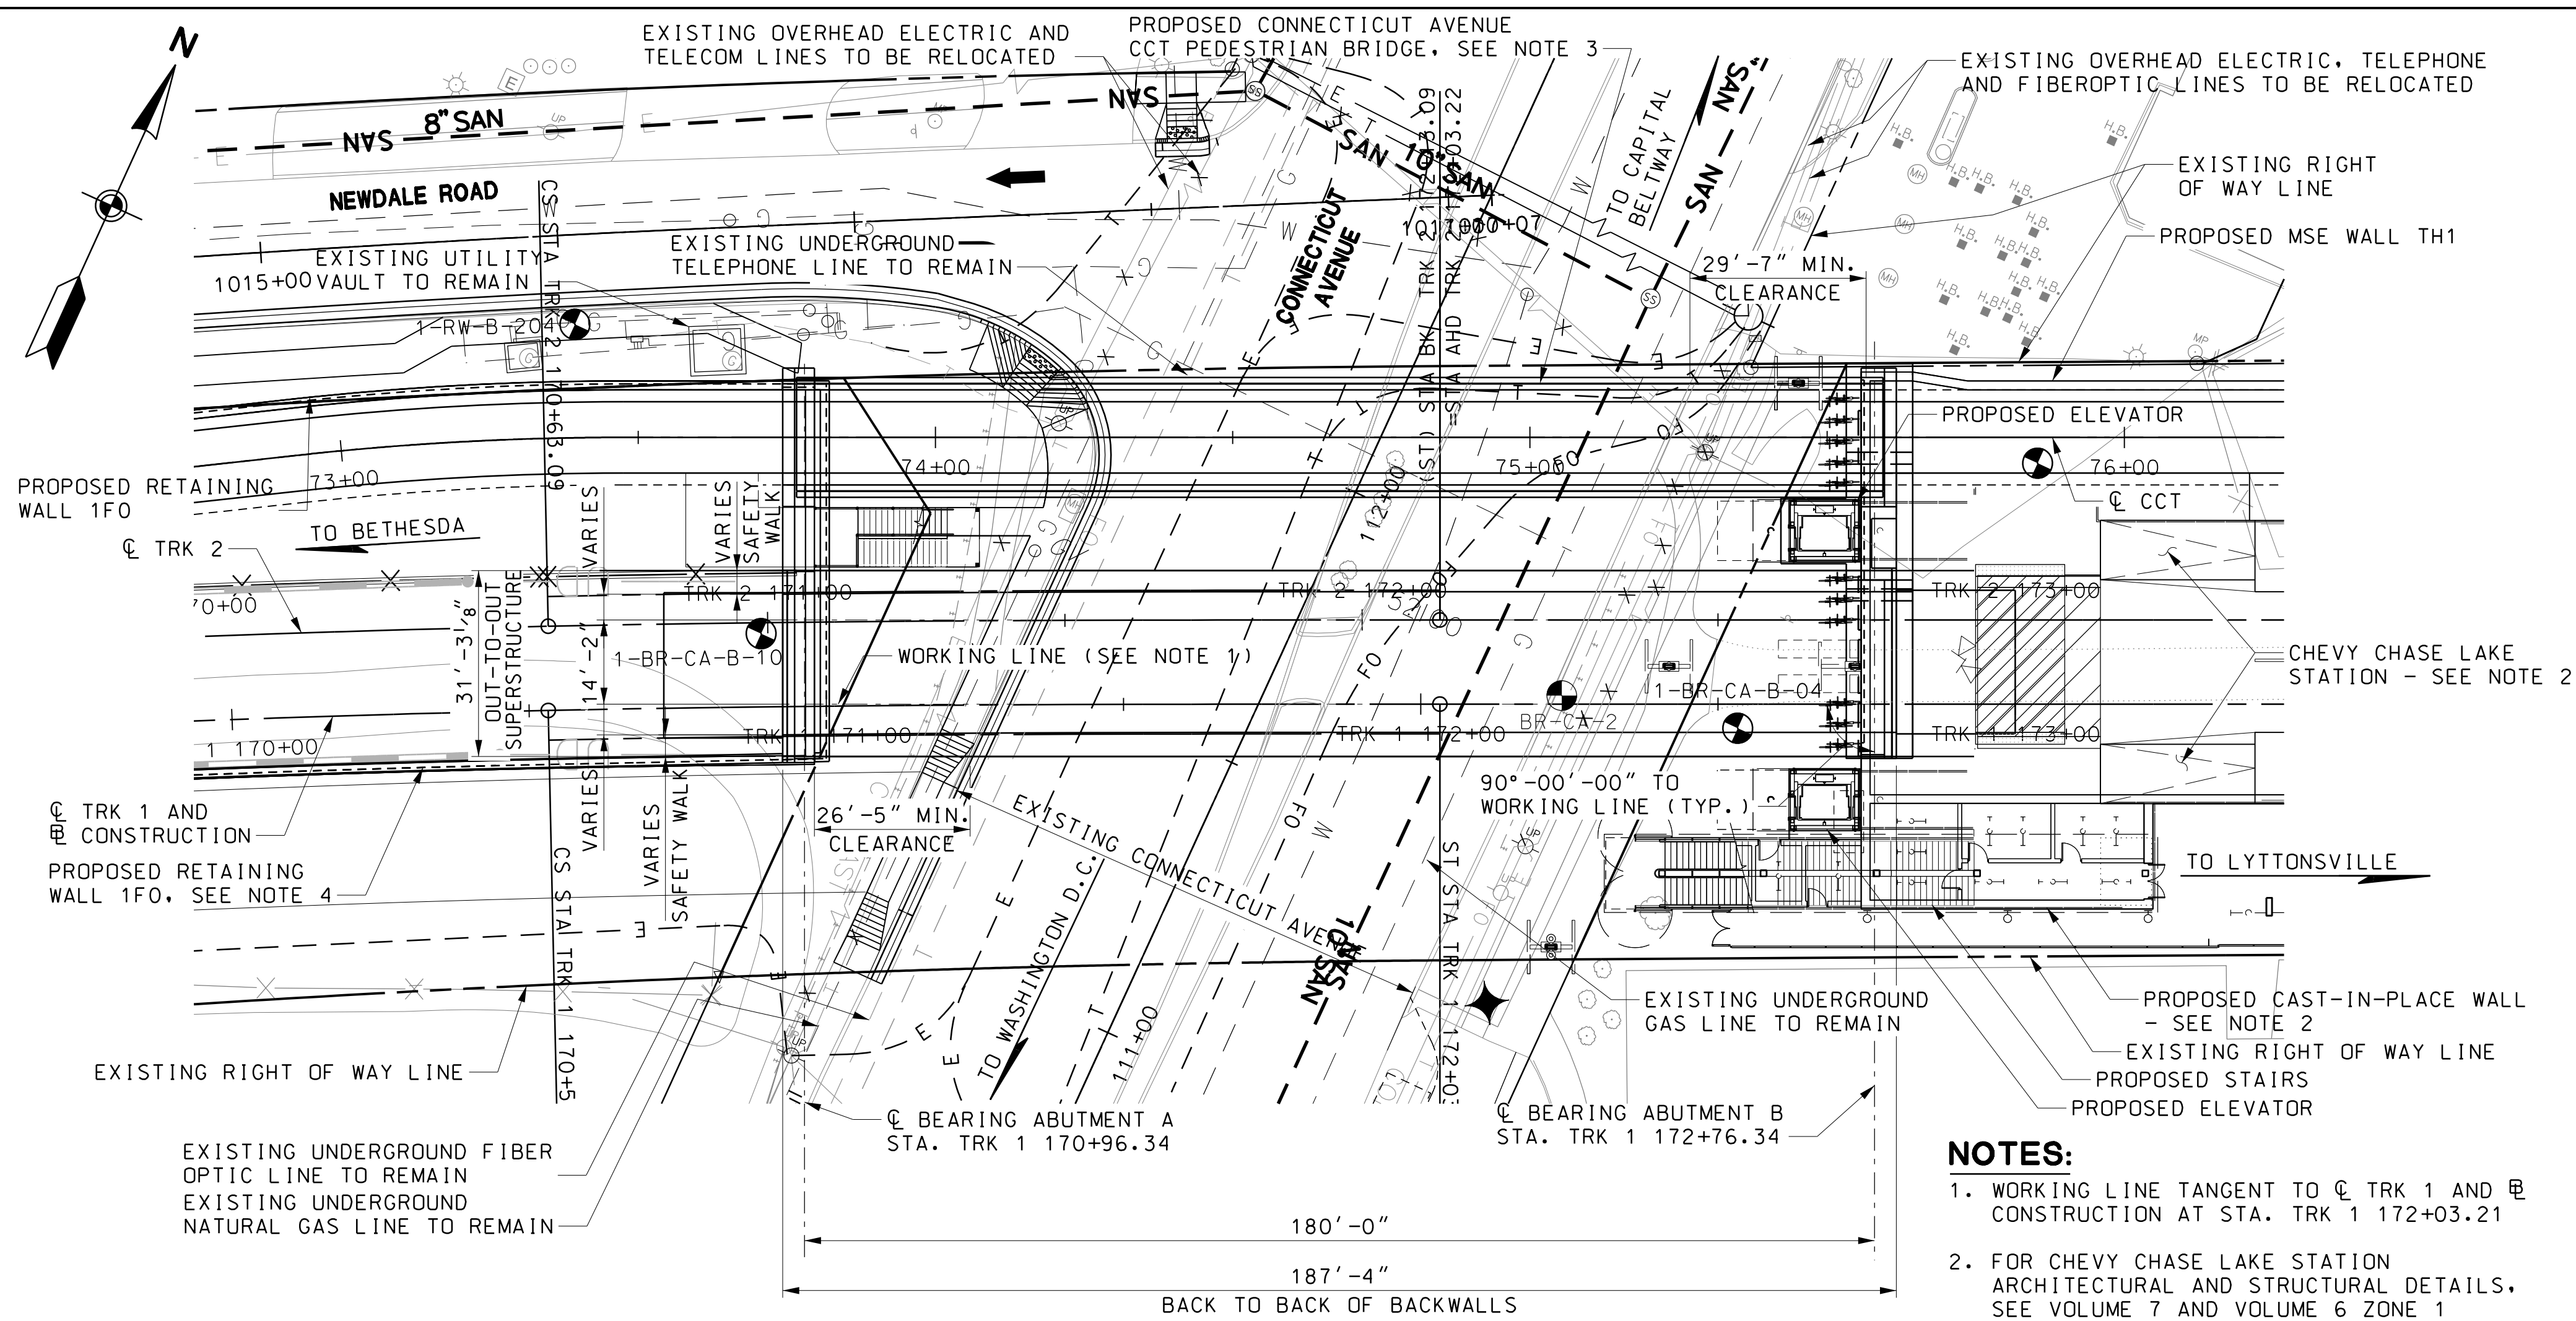 N
EXISTING OVERHEAD ELECTRIC AND
TELECOM LINES TO BE RELOCATED
PROPOSED CONNECTICUT AVENUE
CCT PEDESTRIAN BRIDGE, SEE NOTE 3
EXISTING OVERHEAD ELECTRIC, TELEPHONE
AND FIBEROPTIC LINES TO BE RELOCATED
SAN 8" SAN
SAN
SAN 10" SAN
SAN
SAN
NEWDALE ROAD
CONNECTICUT
AVENUE
TO CAPITAL
BELTWAY
EXISTING RIGHT
OF WAY LINE
PROPOSED MSE WALL TH1
1015+00
EXISTING UTILITY
VAULT TO REMAIN
EXISTING UNDERGROUND
TELEPHONE LINE TO REMAIN
29'-7" MIN.
CLEARANCE
1-RW-B-204
CS STA TRK 2 170+63.09
PROPOSED ELEVATOR
PROPOSED RETAINING
WALL 1FO
73+00
74+00
75+00
76+00
℄ CCT
TO BETHESDA
℄ TRK 2
VARIES
VARIES
SAFETY
WALK
112+00
31'-3⅛"
OUT-TO-OUT
SUPERSTRUCTURE
14'-2"
TRK 2 171+00
TRK 2 172+00
TRK 2 173+00
1-BR-CA-B-10
WORKING LINE (SEE NOTE 1)
1-BR-CA-B-04
BR-CA-2
CHEVY CHASE LAKE
STATION - SEE NOTE 2
1 170+00
TRK 1 171+00
TRK 1 172+00
TRK 1 173+00
VARIES
VARIES
SAFETY WALK
℄ TRK 1 AND
BL CONSTRUCTION
PROPOSED RETAINING
WALL 1FO, SEE NOTE 4
26'-5" MIN.
CLEARANCE
EXISTING CONNECTICUT AVENUE
90°-00'-00" TO
WORKING LINE (TYP.)
TO LYTTONSVILLE
TO WASHINGTON D.C.
111+00
CS STA TRK 1 170+5
ST STA TRK 1 172+0
EXISTING UNDERGROUND
GAS LINE TO REMAIN
PROPOSED CAST-IN-PLACE WALL
- SEE NOTE 2
EXISTING RIGHT OF WAY LINE
PROPOSED STAIRS
PROPOSED ELEVATOR
EXISTING RIGHT OF WAY LINE
℄ BEARING ABUTMENT A
STA. TRK 1 170+96.34
℄ BEARING ABUTMENT B
STA. TRK 1 172+76.34
EXISTING UNDERGROUND FIBER
OPTIC LINE TO REMAIN
EXISTING UNDERGROUND
NATURAL GAS LINE TO REMAIN
180'-0"
187'-4"
BACK TO BACK OF BACKWALLS
NOTES:
1. WORKING LINE TANGENT TO ℄ TRK 1 AND BL
CONSTRUCTION AT STA. TRK 1 172+03.21
2. FOR CHEVY CHASE LAKE STATION
ARCHITECTURAL AND STRUCTURAL DETAILS,
SEE VOLUME 7 AND VOLUME 6 ZONE 1